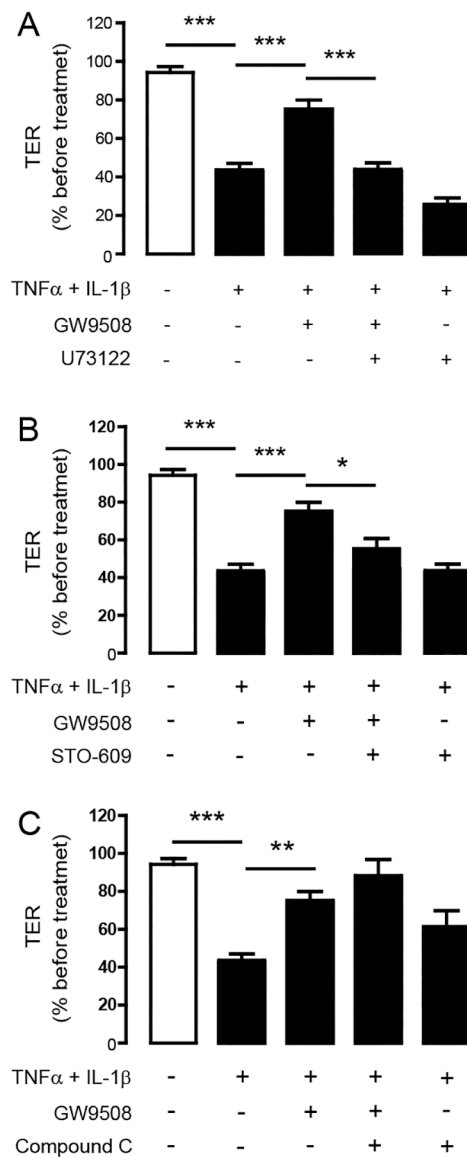 A
*** *** ***
120
100
80
60
40
20
0
TER
(% before treatmet)
TNFα + IL-1β - + + + +
GW9508 - - + + -
U73122 - - - + +
B
*** *** *
120
100
80
60
40
20
0
TER
(% before treatmet)
TNFα + IL-1β - + + + +
GW9508 - - + + -
STO-609 - - - + +
C
*** **
120
100
80
60
40
20
0
TER
(% before treatmet)
TNFα + IL-1β - + + + +
GW9508 - - + + -
Compound C - - - + +